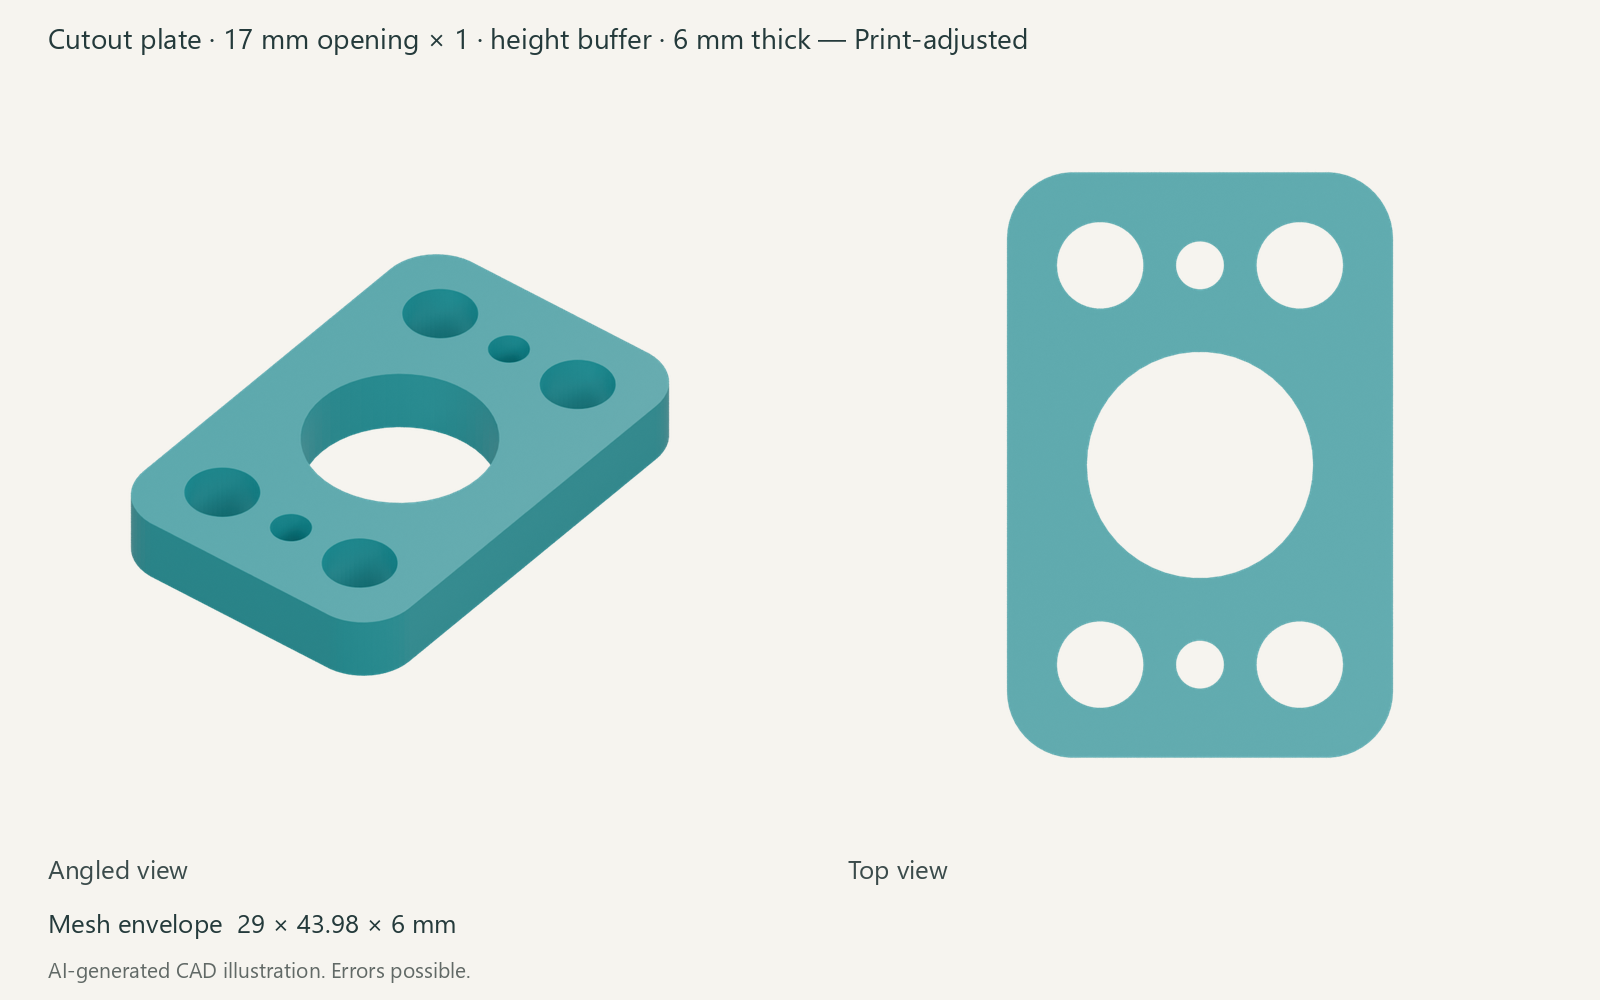 Cutout plate · 17 mm opening × 1 · height buffer · 6 mm thick — Print-adjusted
Angled view
Top view
Mesh envelope 29 × 43.98 × 6 mm
AI-generated CAD illustration. Errors possible.